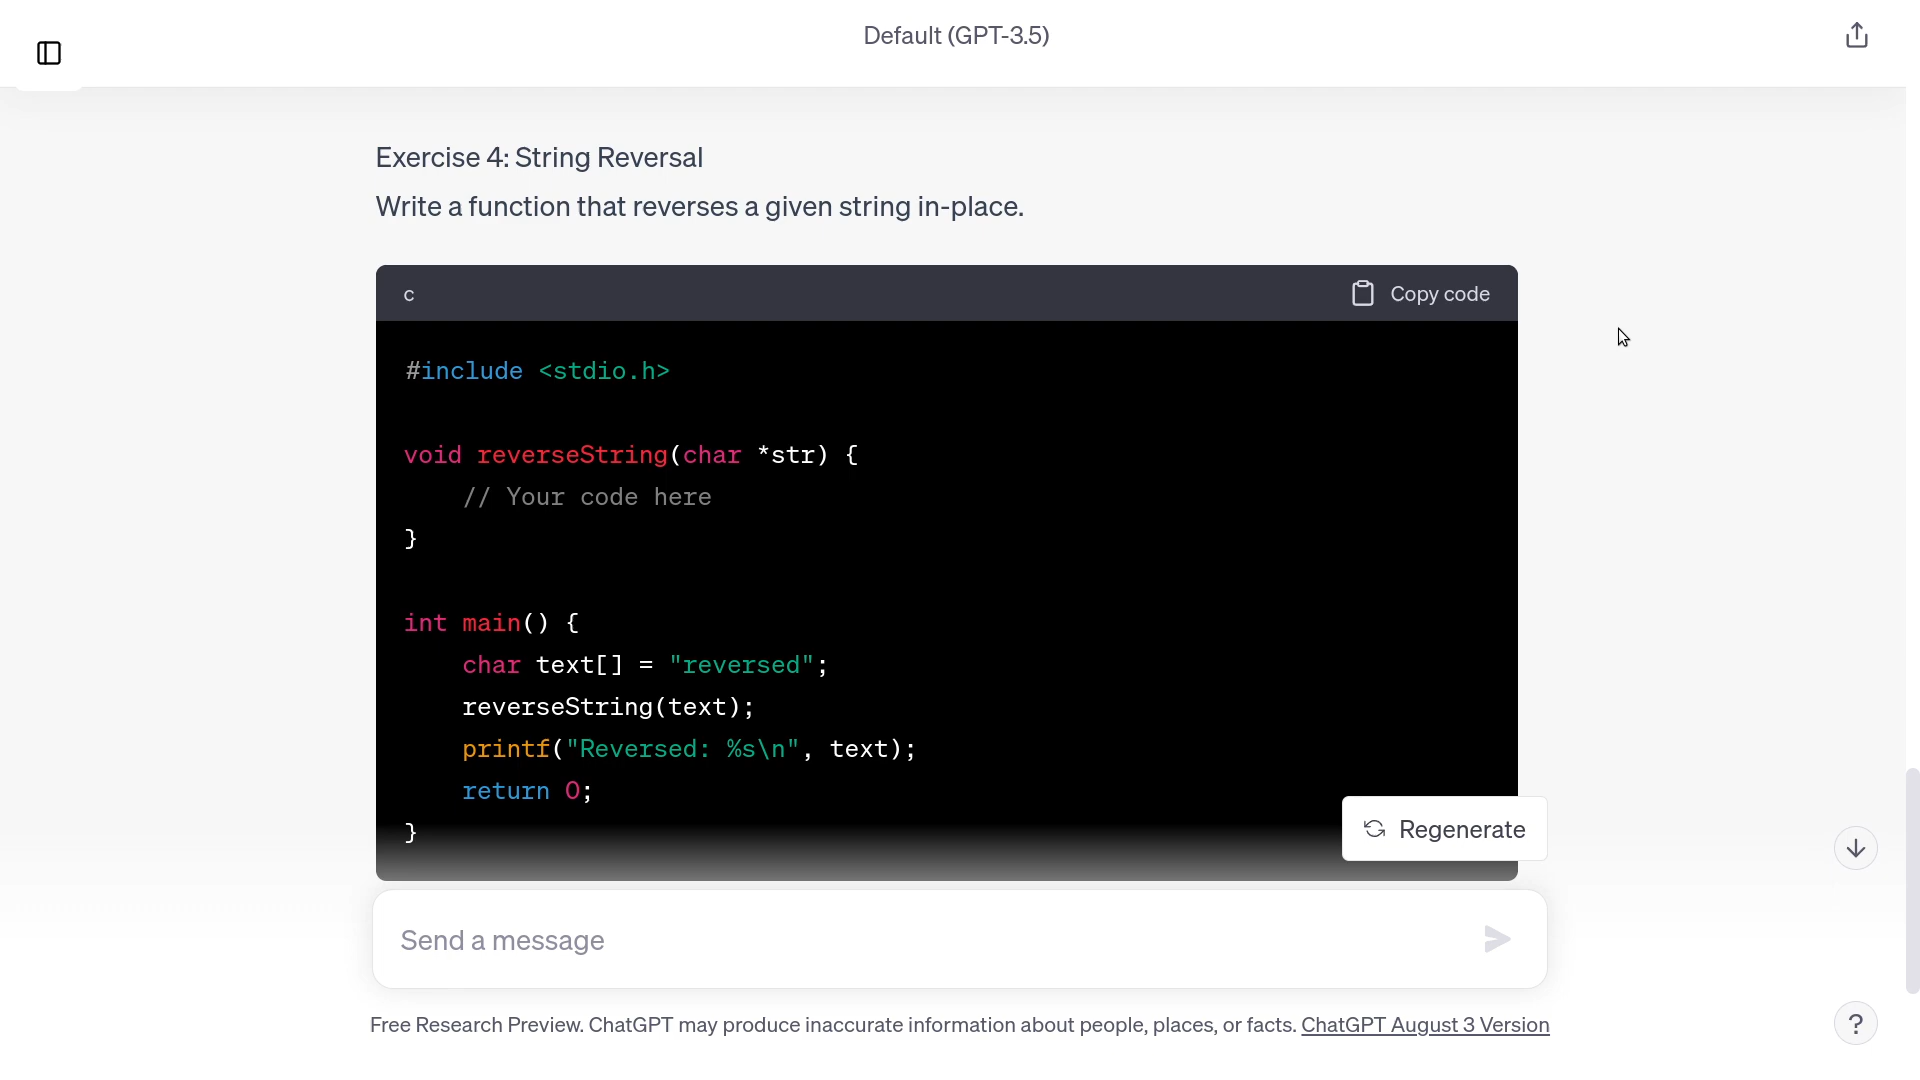 Default (GPT-3.5)
Exercise 4: String Reversal
Write a function that reverses a given string in-place.
c
Copy code
#include <stdio.h>
void reverseString(char *str) {
    // Your code here
}
int main() {
    char text[] = "reversed";
    reverseString(text);
    printf("Reversed: %s\n", text);
    return 0;
}
Regenerate
Send a message
Free Research Preview. ChatGPT may produce inaccurate information about people, places, or facts. ChatGPT August 3 Version
?